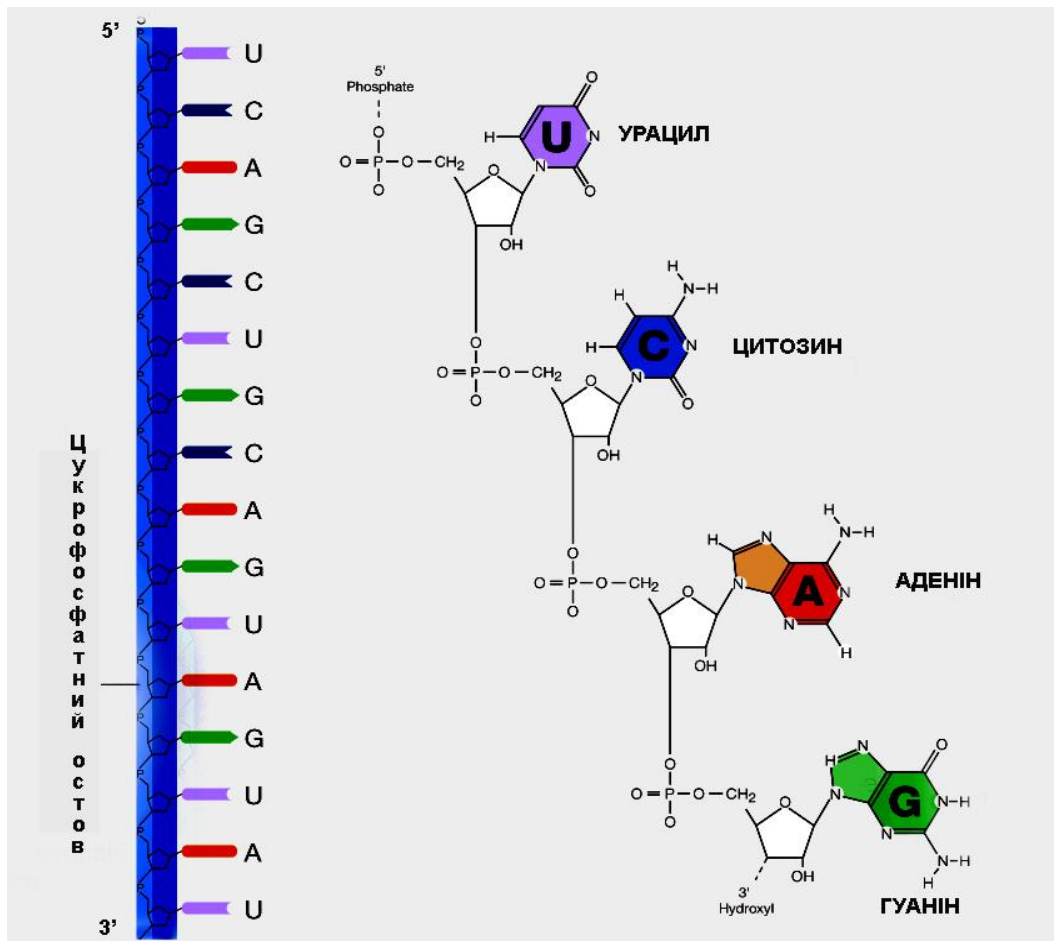 5’
U
C
A
G
C
U
G
C
A
G
U
A
G
U
A
U
3’
Цукрофосфатний остов
5'
Phosphate
O
O=P-O-CH2
O
O
OH
H
U
N
N
O
O
УРАЦИЛ
O
O=P-O-CH2
O
O
OH
H
H
H
N-H
C
N
N
O
ЦИТОЗИН
O
O=P-O-CH2
O
O
OH
H
N
N
N
N
A
H
N-H
H
АДЕНІН
O
O=P-O-CH2
O
O
OH
H
N
N
N
G
O
N-H
N-H
H
3'
Hydroxyl
ГУАНІН